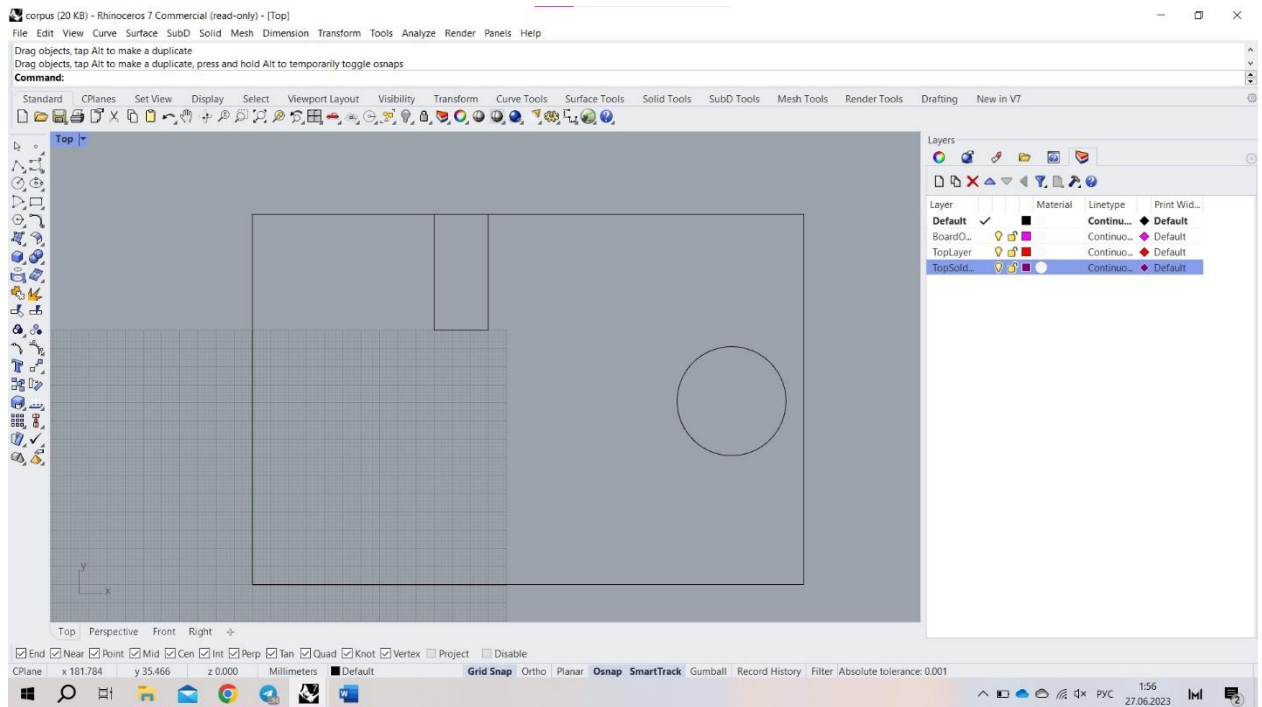 corpus (20 KB) - Rhinoceros 7 Commercial (read-only) - [Top]
File Edit View Curve Surface SubD Solid Mesh Dimension Transform Tools Analyze Render Panels Help
Drag objects, tap Alt to make a duplicate
Drag objects, tap Alt to make a duplicate, press and hold Alt to temporarily toggle osnaps
Command:
Standard CPlanes Set View Display Select Viewport Layout Visibility Transform Curve Tools Surface Tools Solid Tools SubD Tools Mesh Tools Render Tools Drafting New in V7
Top
Layers
Layer Material Linetype Print Wid...
Default Continu... Default
BoardO... Continuo... Default
TopLayer Continuo... Default
TopSold... Continuo... Default
y
x
Top Perspective Front Right
End Near Point Mid Cen Int Perp Tan Quad Knot Vertex Project Disable
CPlane x 181.784 y 35.466 z 0.000 Millimeters Default Grid Snap Ortho Planar Osnap SmartTrack Gumball Record History Filter Absolute tolerance: 0.001
РУС 1:56
27.06.2023